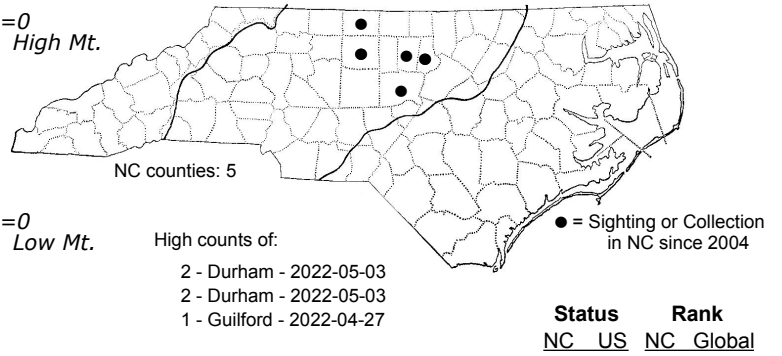 =0
High Mt.
NC counties: 5
=0
Low Mt.
High counts of:
2 - Durham - 2022-05-03
2 - Durham - 2022-05-03
1 - Guilford - 2022-04-27
● = Sighting or Collection
in NC since 2004
Status Rank
NC US NC Global